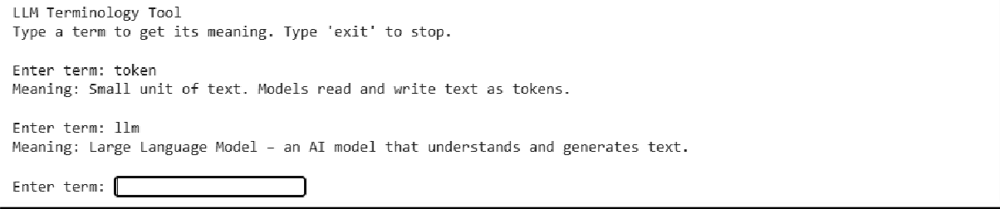 LLM Terminology Tool
Type a term to get its meaning. Type 'exit' to stop.
Enter term: token
Meaning: Small unit of text. Models read and write text as tokens.
Enter term: llm
Meaning: Large Language Model – an AI model that understands and generates text.
Enter term: